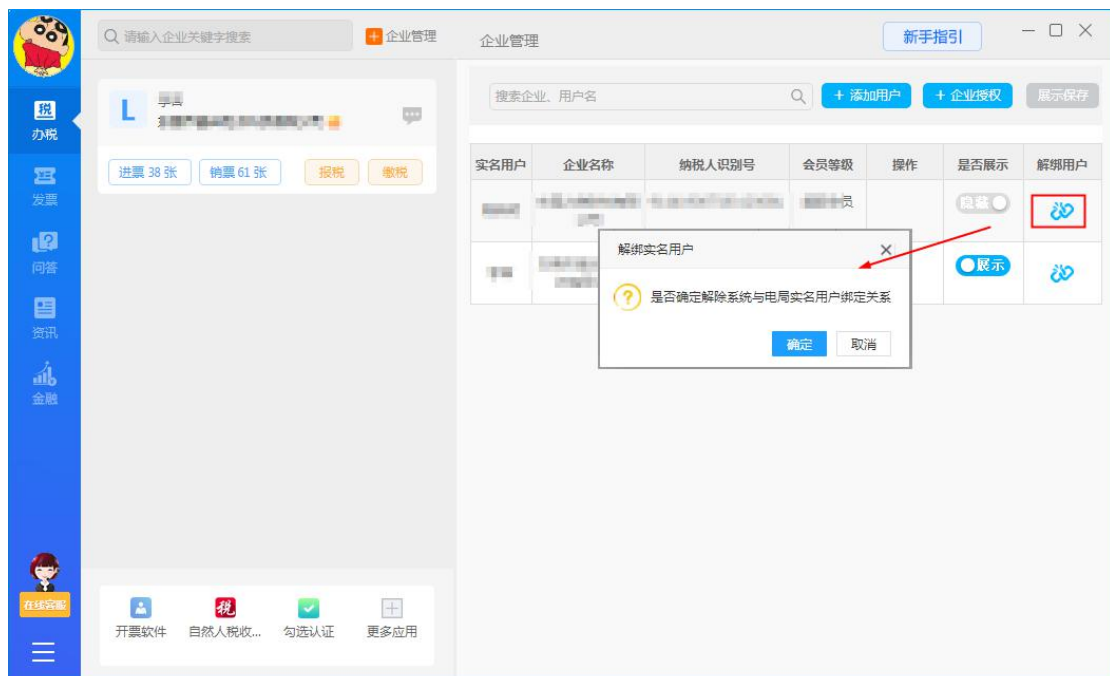 请输入企业关键字搜索
企业管理
企业管理
新手指引
税
办税
发票
问答
资讯
金融
在线客服
L
进票 38 张
销票 61 张
报税
缴税
搜索企业、用户名
+ 添加用户
+ 企业授权
展示保存
实名用户 企业名称 纳税人识别号 会员等级 操作 是否展示 解绑用户
员
隐藏
展示
解绑实名用户
是否确定解除系统与电局实名用户绑定关系
确定
取消
税
开票软件
自然人税收...
勾选认证
更多应用